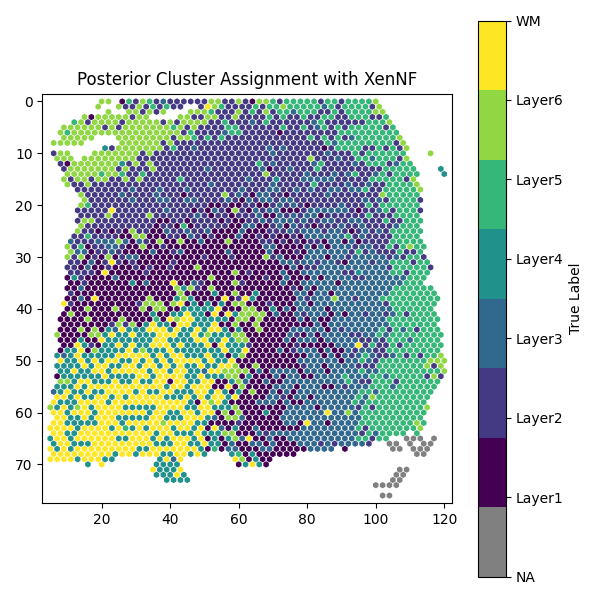 Posterior Cluster Assignment with XenNF
0
10
20
30
40
50
60
70
20
40
60
80
100
120
WM
Layer6
Layer5
Layer4
Layer3
Layer2
Layer1
NA
True Label